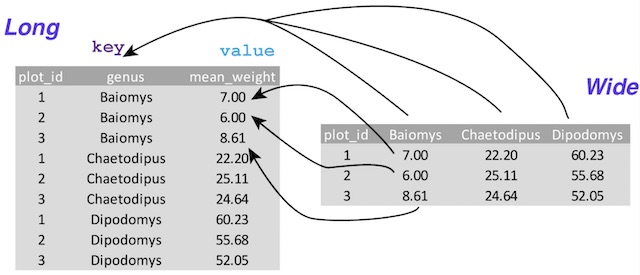 Long
key value
plot_id genus mean_weight
1 Baiomys 7.00
2 Baiomys 6.00
3 Baiomys 8.61
1 Chaetodipus 22.20
2 Chaetodipus 25.11
3 Chaetodipus 24.64
1 Dipodomys 60.23
2 Dipodomys 55.68
3 Dipodomys 52.05
Wide
plot_id Baiomys Chaetodipus Dipodomys
1 7.00 22.20 60.23
2 6.00 25.11 55.68
3 8.61 24.64 52.05